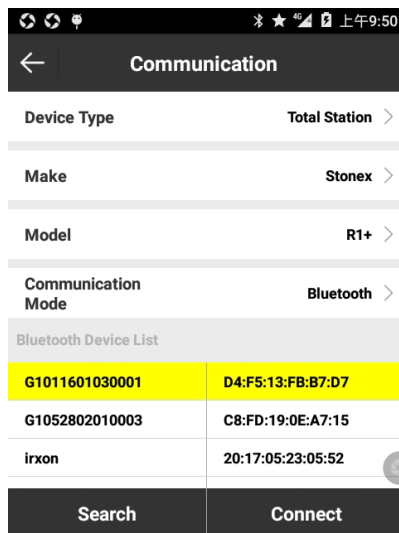 4G 上午9:50
Communication
Device Type Total Station
Make Stonex
Model R1+
Communication
Mode
Bluetooth
Bluetooth Device List
G1011601030001 D4:F5:13:FB:B7:D7
G1052802010003 C8:FD:19:0E:A7:15
irxon 20:17:05:23:05:52
Search Connect